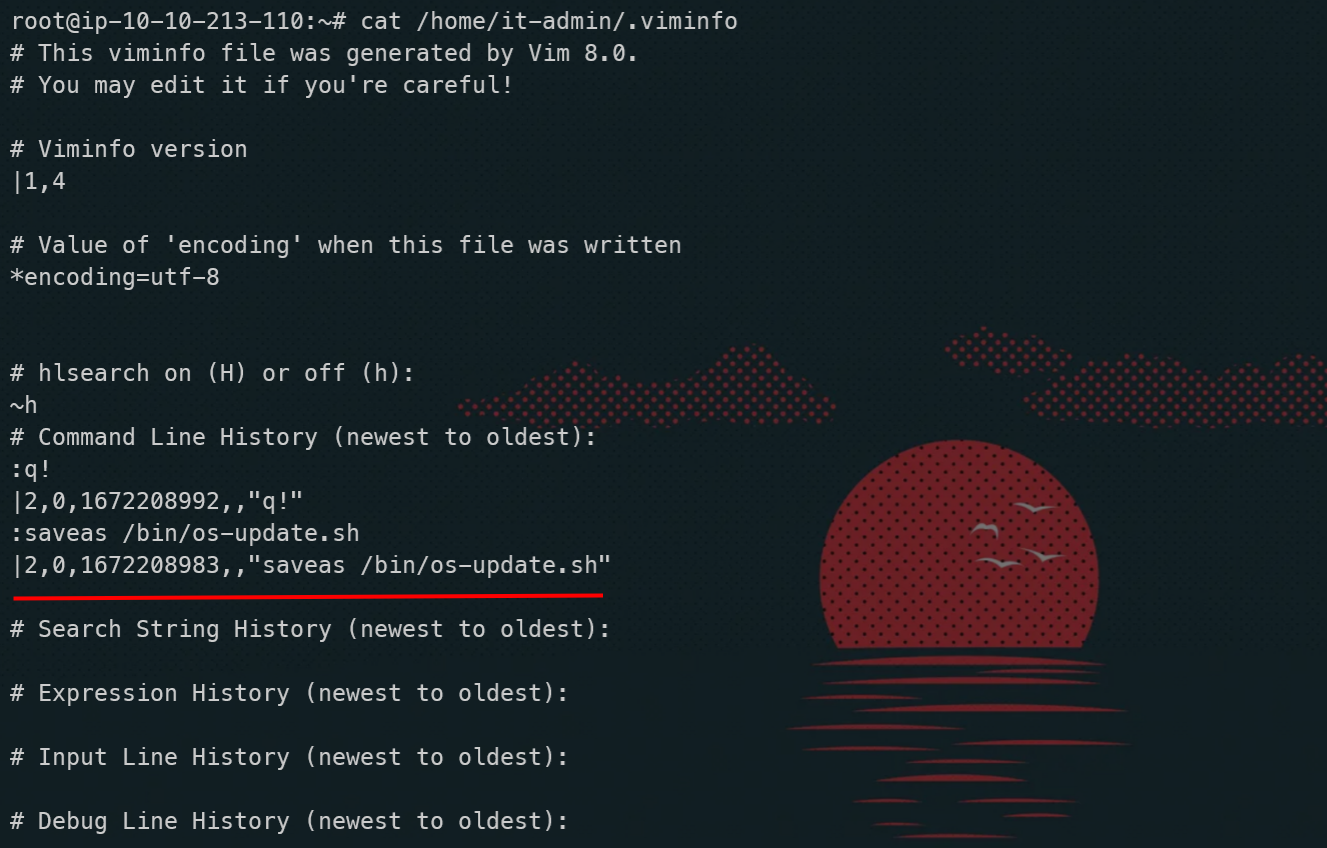 root@ip-10-10-213-110:~# cat /home/it-admin/.viminfo
# This viminfo file was generated by Vim 8.0.
# You may edit it if you're careful!
# Viminfo version
|1,4
# Value of 'encoding' when this file was written
*encoding=utf-8
# hlsearch on (H) or off (h):
~h
# Command Line History (newest to oldest):
:q!
|2,0,1672208992,,"q!"
:saveas /bin/os-update.sh
|2,0,1672208983,,"saveas /bin/os-update.sh"
# Search String History (newest to oldest):
# Expression History (newest to oldest):
# Input Line History (newest to oldest):
# Debug Line History (newest to oldest):